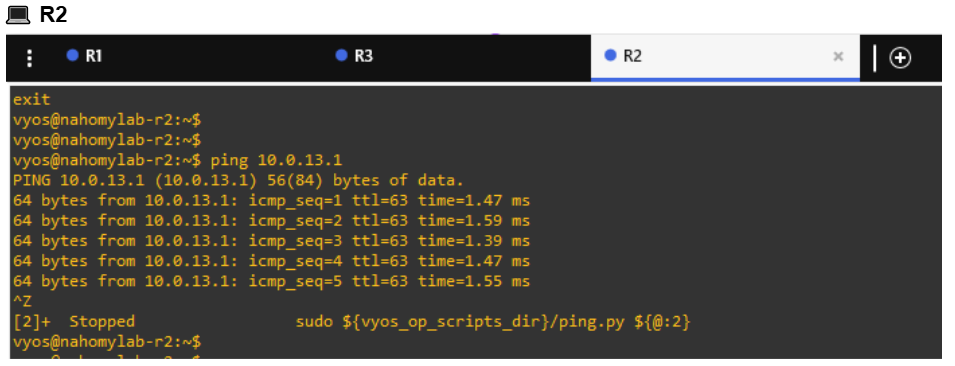 R2
R1 R3 R2
exit
vyos@nahomylab-r2:~$
vyos@nahomylab-r2:~$
vyos@nahomylab-r2:~$ ping 10.0.13.1
PING 10.0.13.1 (10.0.13.1) 56(84) bytes of data.
64 bytes from 10.0.13.1: icmp_seq=1 ttl=63 time=1.47 ms
64 bytes from 10.0.13.1: icmp_seq=2 ttl=63 time=1.59 ms
64 bytes from 10.0.13.1: icmp_seq=3 ttl=63 time=1.39 ms
64 bytes from 10.0.13.1: icmp_seq=4 ttl=63 time=1.47 ms
64 bytes from 10.0.13.1: icmp_seq=5 ttl=63 time=1.55 ms
^Z
[2]+  Stopped                 sudo ${vyos_op_scripts_dir}/ping.py ${@:2}
vyos@nahomylab-r2:~$